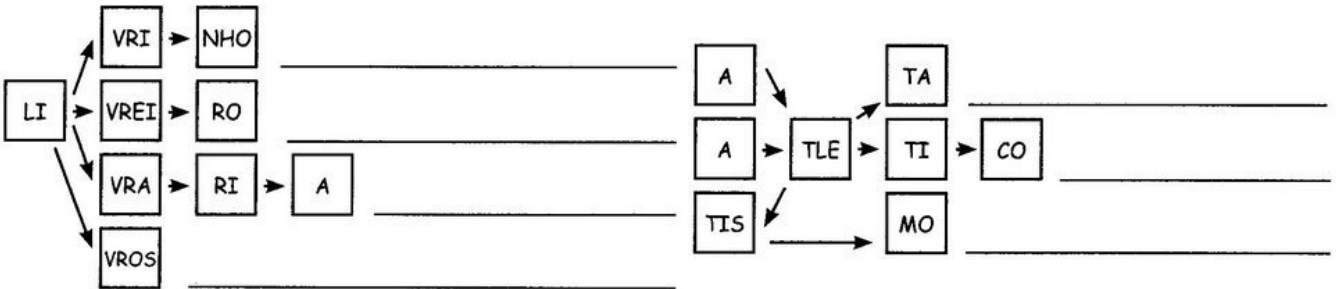 VRI NHO
LI VREI RO
VRA RI A
VROS
A TA
A TLE TI CO
TIS MO